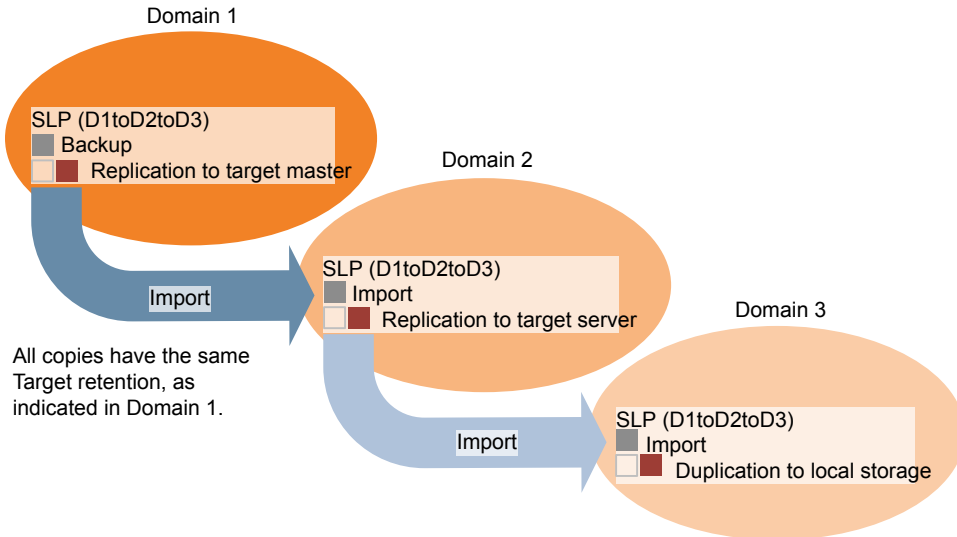 Domain 1
SLP (D1toD2toD3)
Backup
Replication to target master
Import
All copies have the same
Target retention, as
indicated in Domain 1.
Domain 2
SLP (D1toD2toD3)
Import
Replication to target server
Import
Domain 3
SLP (D1toD2toD3)
Import
Duplication to local storage